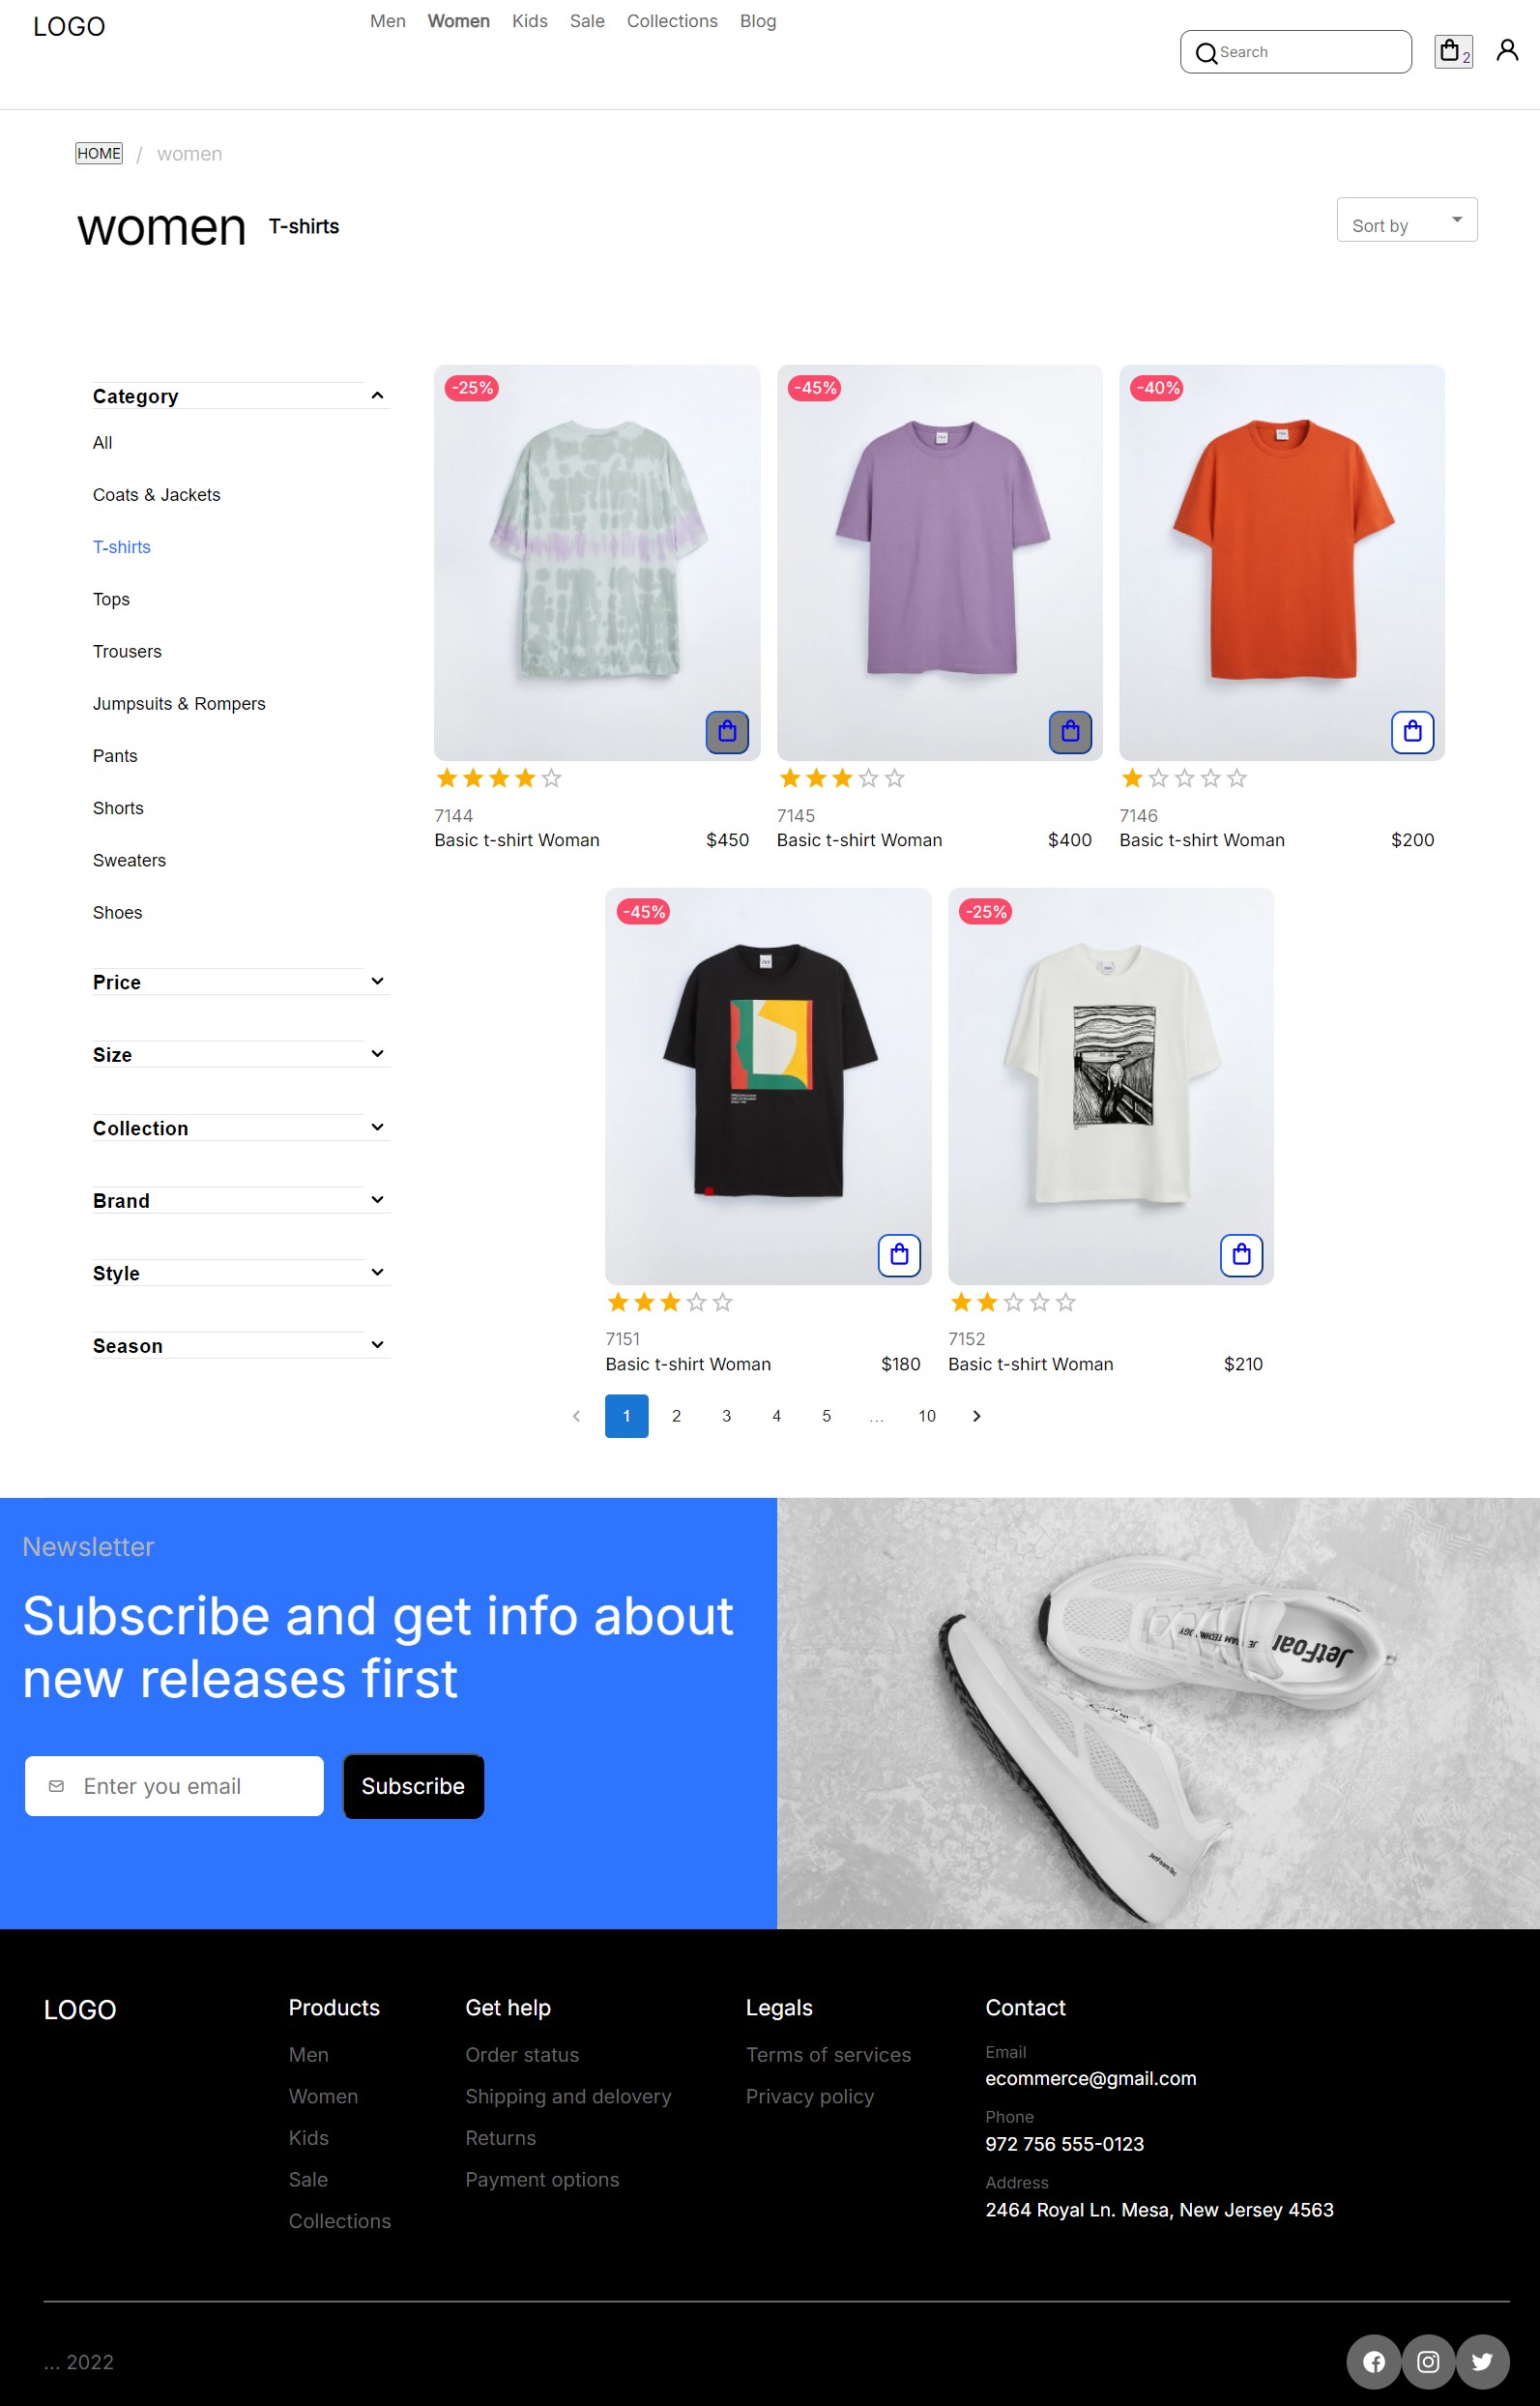 LOGO
Men Women Kids Sale Collections Blog
Search
2
HOME / women
women T-shirts
Sort by
Category
All
Coats & Jackets
T-shirts
Tops
Trousers
Jumpsuits & Rompers
Pants
Shorts
Sweaters
Shoes
Price
Size
Collection
Brand
Style
Season
-25% -45% -40%
7144 7145 7146
Basic t-shirt Woman $450 Basic t-shirt Woman $400 Basic t-shirt Woman $200
-45% -25%
7151 7152
Basic t-shirt Woman $180 Basic t-shirt Woman $210
1 2 3 4 5 ... 10
Newsletter
Subscribe and get info about
new releases first
Enter you email
Subscribe
JetFoam
JetFoamTec
LOGO
Products
Men
Women
Kids
Sale
Collections
Get help
Order status
Shipping and delovery
Returns
Payment options
Legals
Terms of services
Privacy policy
Contact
Email
ecommerce@gmail.com
Phone
972 756 555-0123
Address
2464 Royal Ln. Mesa, New Jersey 4563
... 2022